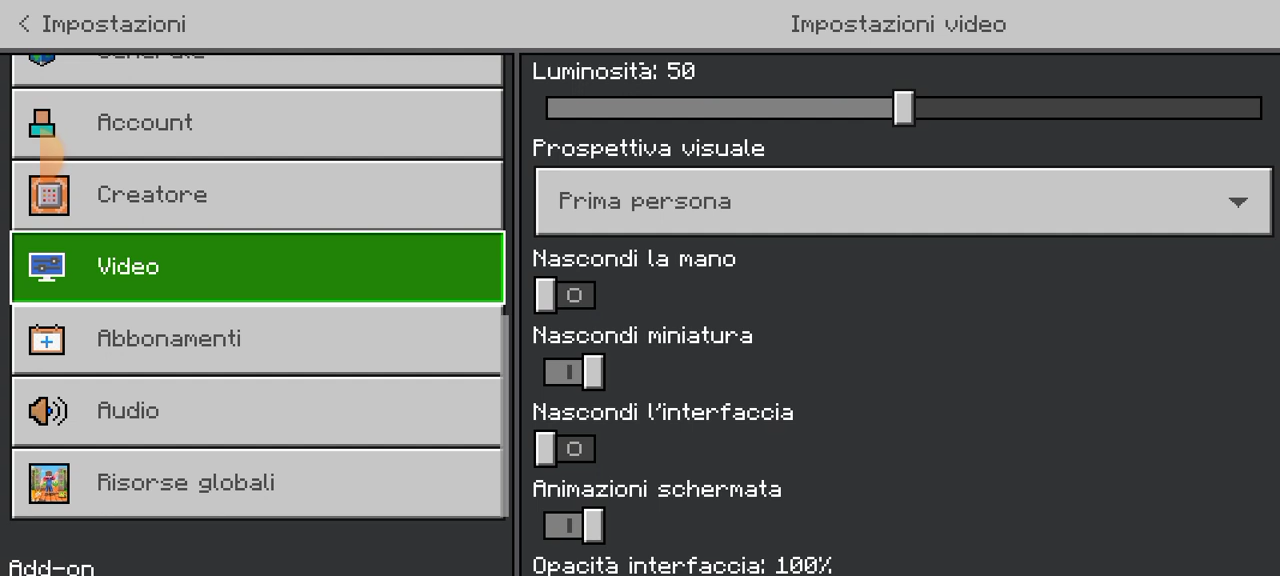 Impostazioni
Impostazioni video
Generale
Account
Creatore
Video
Abbonamenti
Audio
Risorse globali
Add-on
Luminosità: 50
Prospettiva visuale
Prima persona
Nascondi la mano
Nascondi miniatura
Nascondi l'interfaccia
Animazioni schermata
Opacità interfaccia: 100%